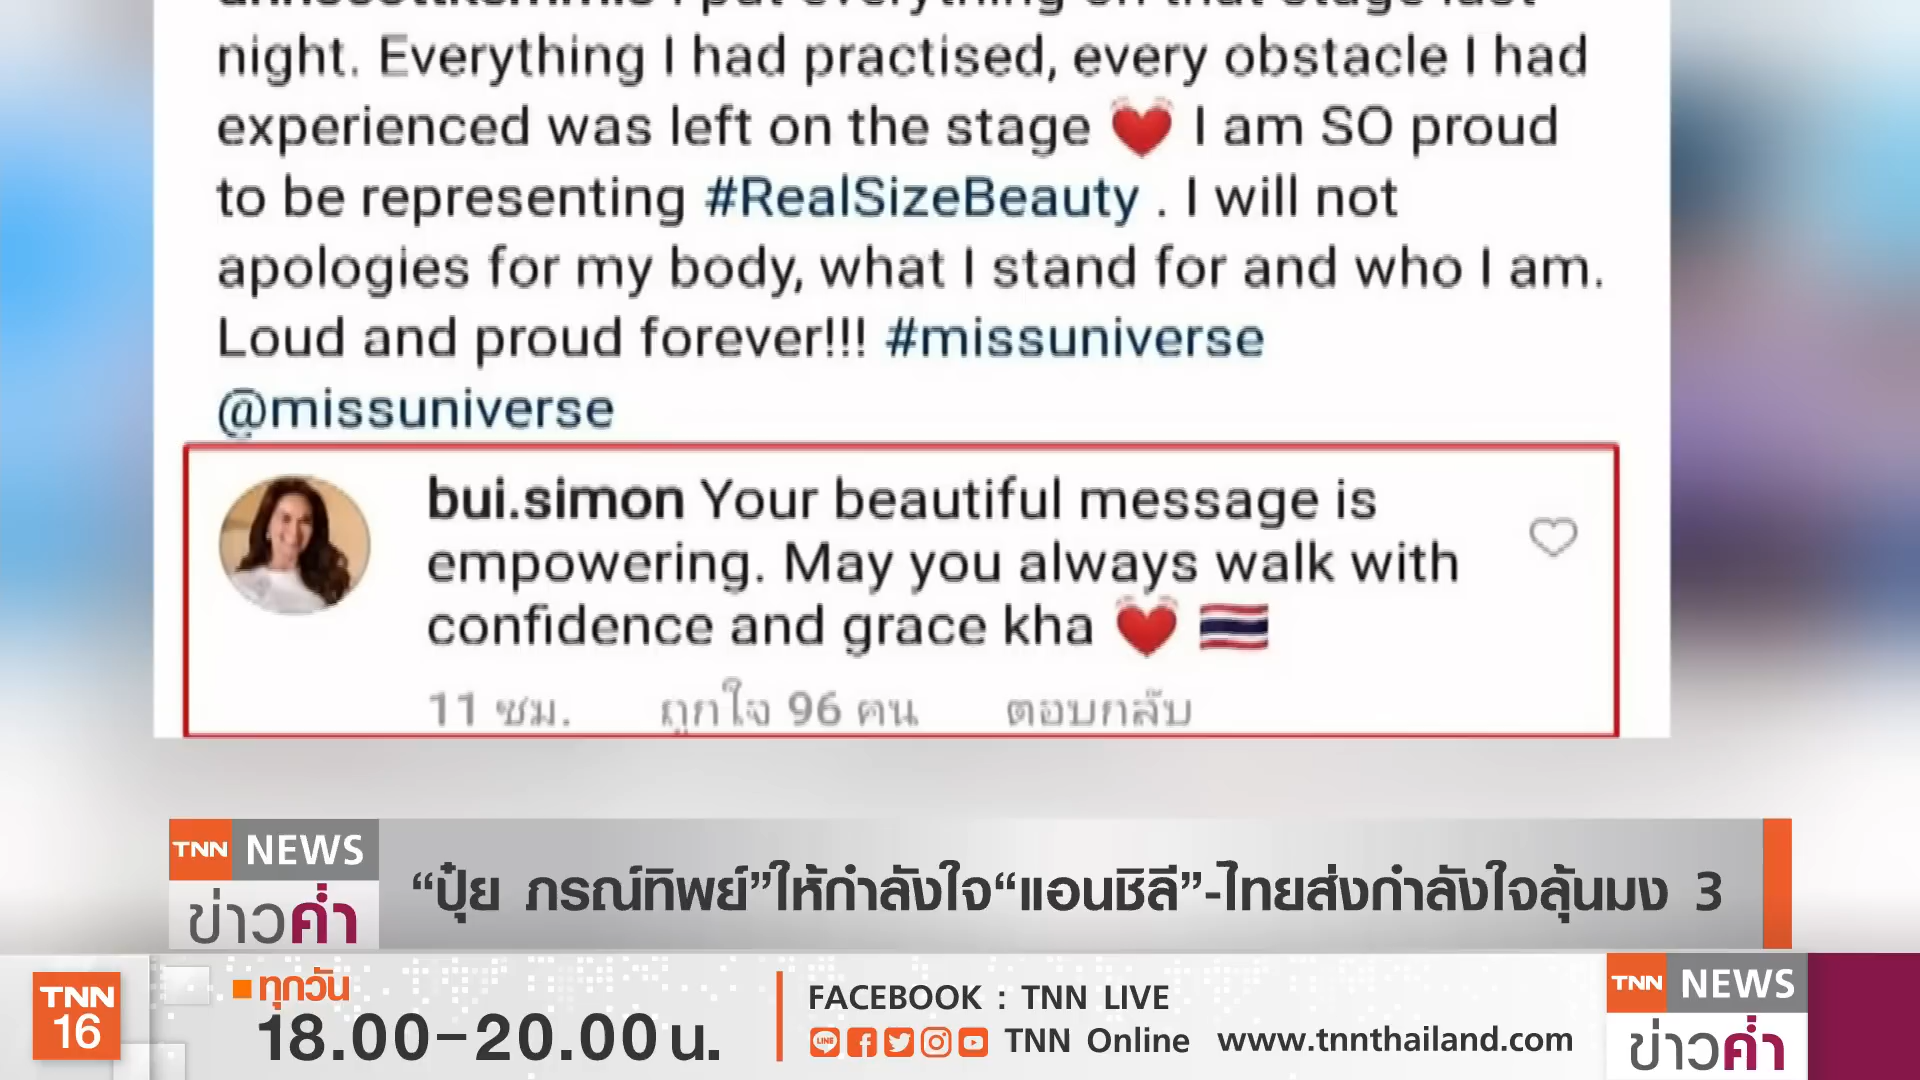 night. Everything I had practised, every obstacle I had
experienced was left on the stage 💓 I am SO proud
to be representing #RealSizeBeauty . I will not
apologies for my body, what I stand for and who I am.
Loud and proud forever!!! #missuniverse
@missuniverse
bui.simon Your beautiful message is
empowering. May you always walk with
confidence and grace kha 💓 🇹🇭
11 ชม. ถูกใจ 96 คน ตอบกลับ
TNN NEWS
ข่าวค่ำ
“ปุ๋ย ภรณ์ทิพย์”ให้กำลังใจ“แอนชิลี”-ไทยส่งกำลังใจลุ้นมง 3
TNN
16
ทุกวัน
18.00-20.00 น.
FACEBOOK : TNN LIVE
LINE TNN Online www.tnnthailand.com
TNN NEWS
ข่าวค่ำ